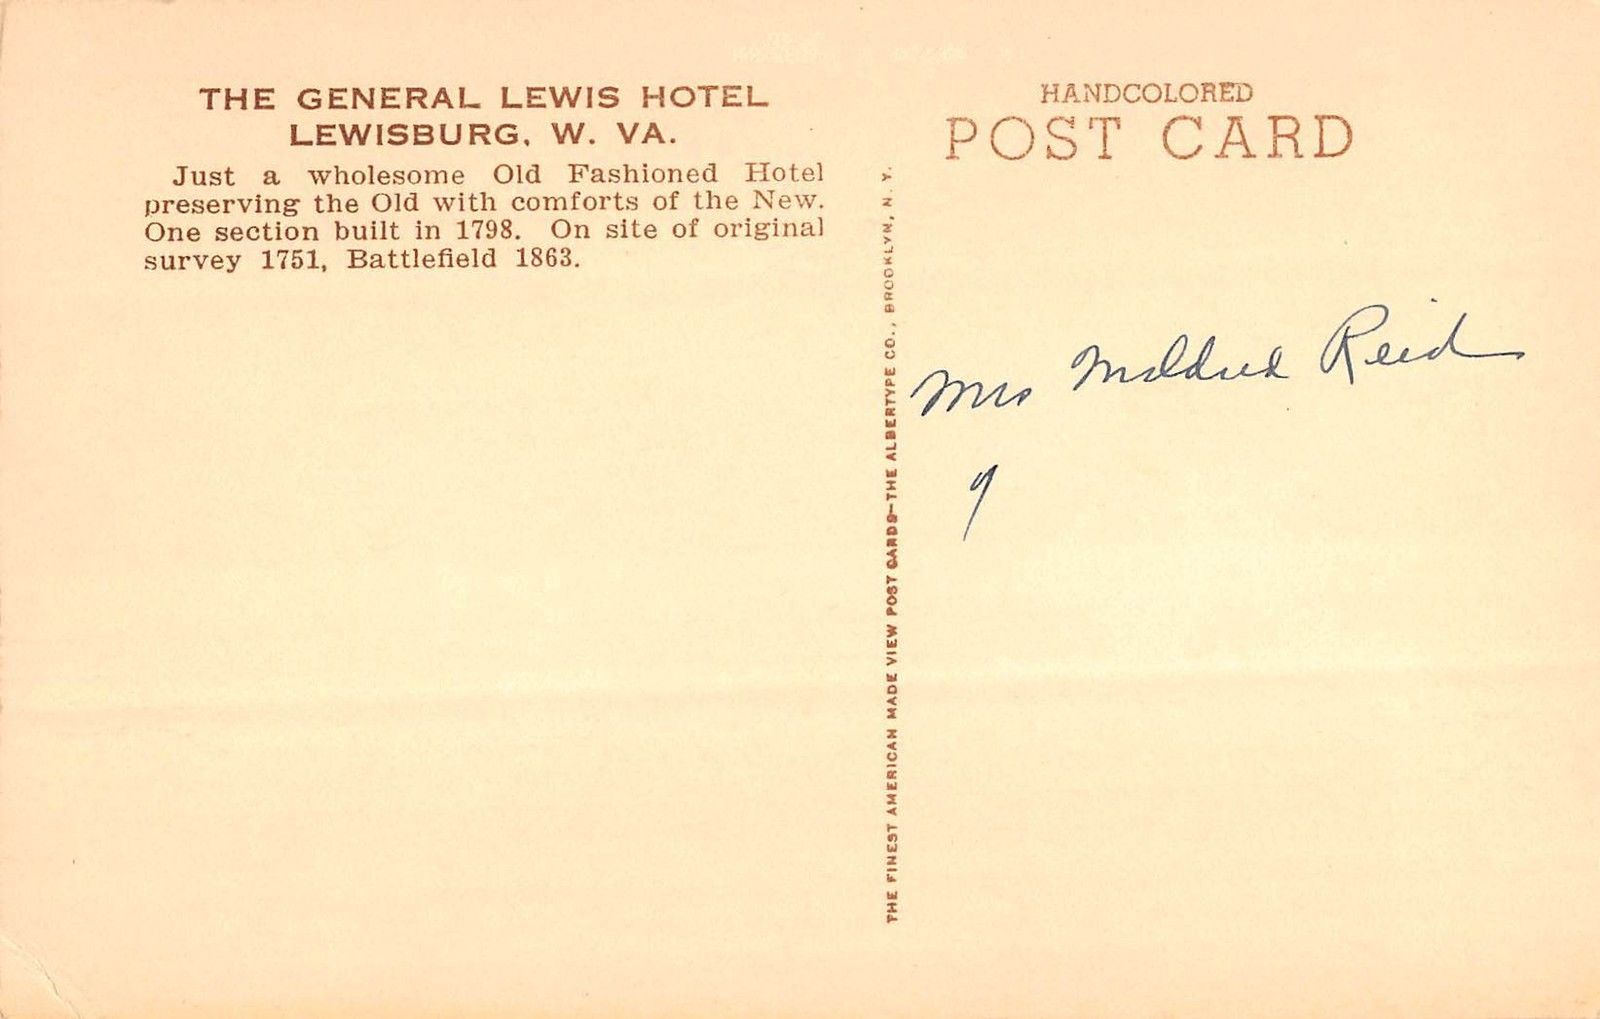 THE GENERAL LEWIS HOTEL
LEWISBURG, W. VA.
Just a wholesome Old Fashioned Hotel
preserving the Old with comforts of the New.
One section built in 1798. On site of original
survey 1751, Battlefield 1863.
THE FINEST AMERICAN MADE VIEW POST CARDS—THE ALBERTYPE CO., BROOKLYN, N. Y.
HANDCOLORED
POST CARD
Mrs Mildred Reid
9